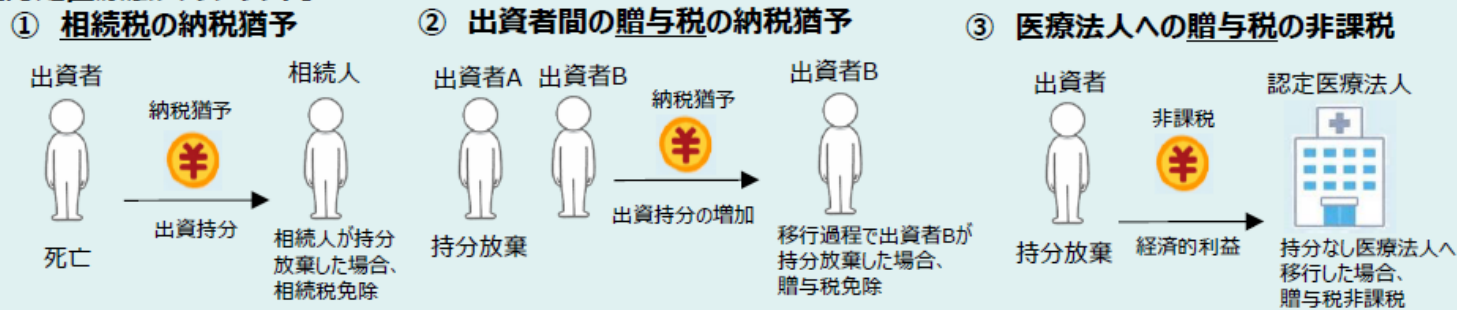 ① 相続税の納税猶予
② 出資者間の贈与税の納税猶予
③ 医療法人への贈与税の非課税
出資者
納税猶予
出資持分
死亡
相続人
相続人が持分
放棄した場合、
相続税免除
出資者A 出資者B
納税猶予
出資持分の増加
持分放棄
出資者B
移行過程で出資者Bが
持分放棄した場合、
贈与税免除
出資者
非課税
経済的利益
持分放棄
認定医療法人
持分なし医療法人へ
移行した場合、
贈与税非課税